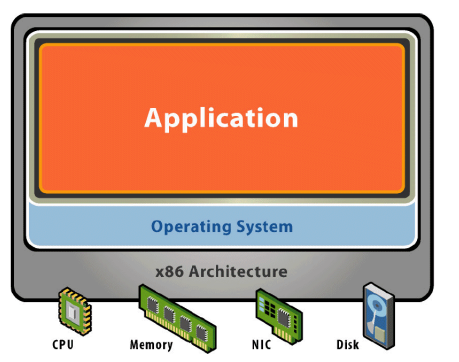 Application
Operating System
x86 Architecture
CPU
Memory
NIC
Disk